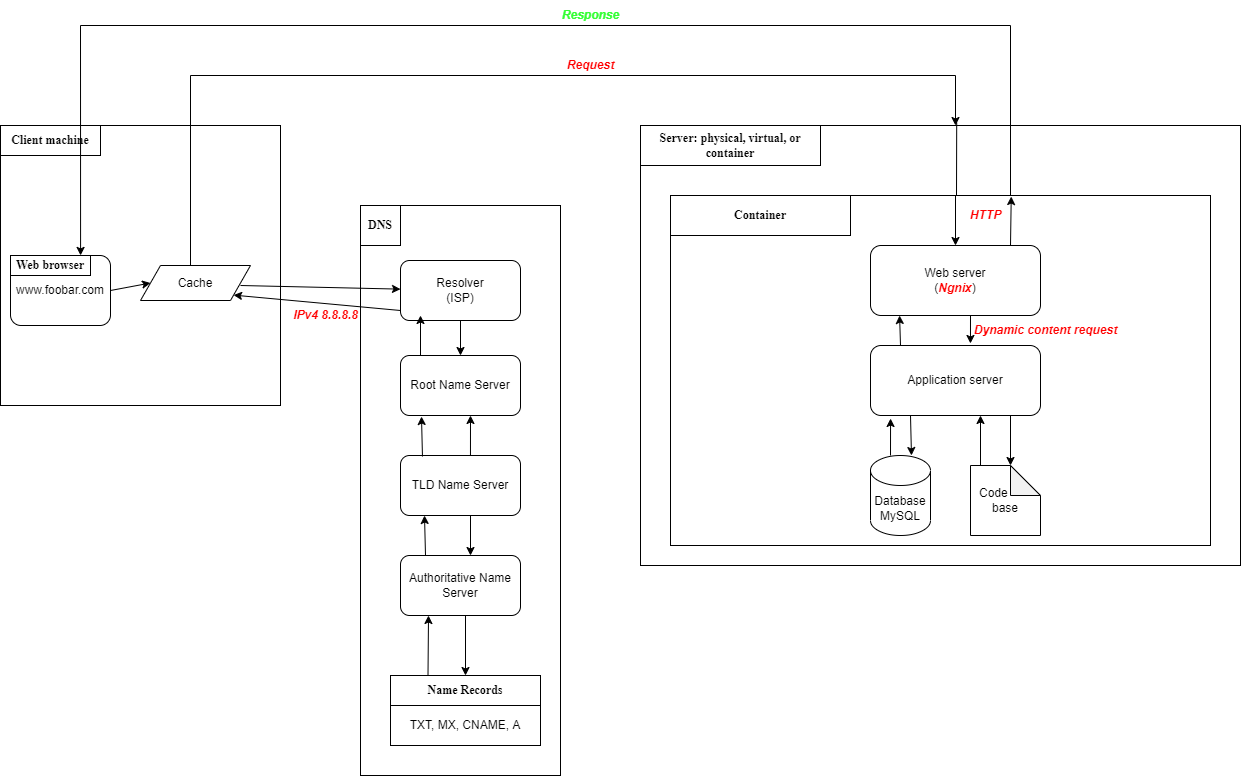 Response
Request
Client machine
Web browser
www.foobar.com
Cache
IPv4 8.8.8.8
DNS
Resolver
(ISP)
Root Name Server
TLD Name Server
Authoritative Name
Server
Name Records
TXT, MX, CNAME, A
Server: physical, virtual, or
container
Container
HTTP
Web server
(Ngnix)
Dynamic content request
Application server
Database
MySQL
Code
base